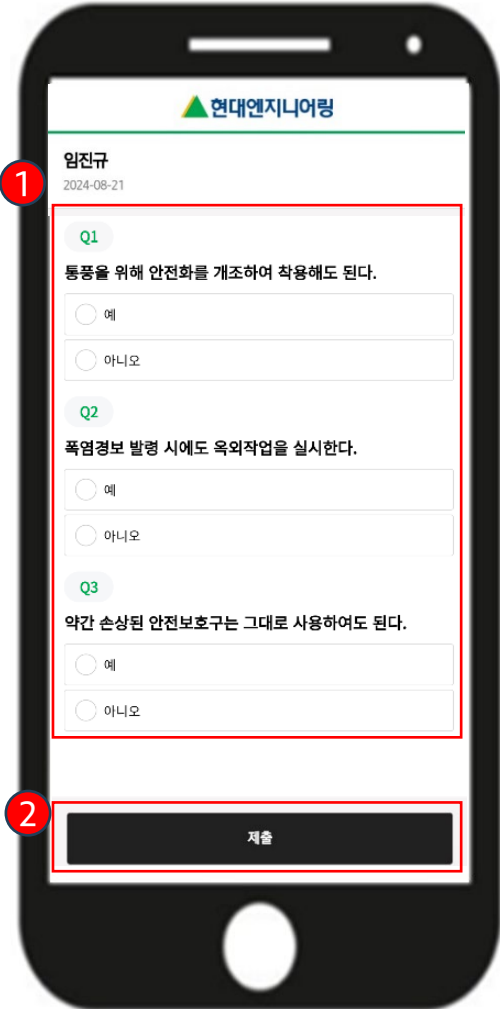 현대엔지니어링
임진규
1
2024-08-21
Q1
통풍을 위해 안전화를 개조하여 착용해도 된다.
예
아니오
Q2
폭염경보 발령 시에도 옥외작업을 실시한다.
예
아니오
Q3
약간 손상된 안전보호구는 그대로 사용하여도 된다.
예
아니오
2
제출